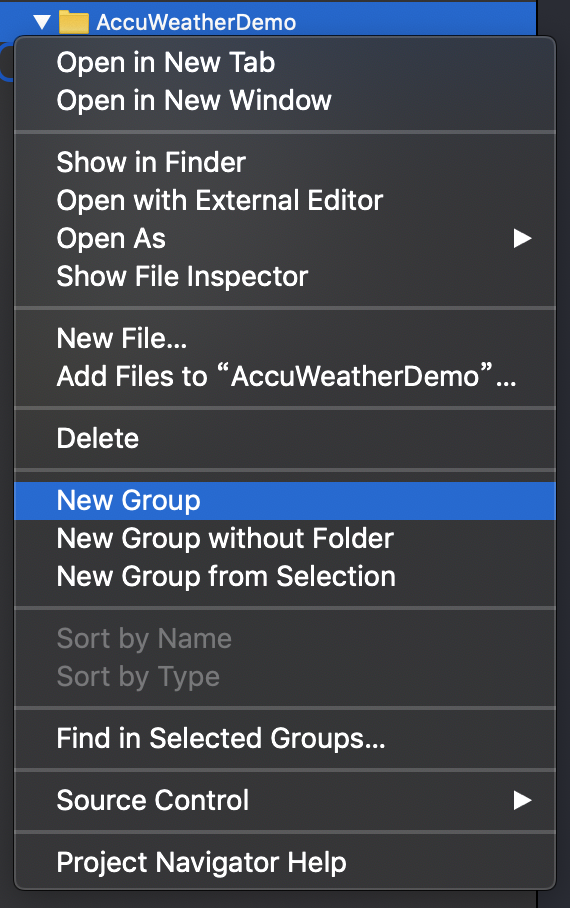 AccuWeatherDemo
Open in New Tab
Open in New Window
Show in Finder
Open with External Editor
Open As
Show File Inspector
New File...
Add Files to “AccuWeatherDemo”...
Delete
New Group
New Group without Folder
New Group from Selection
Sort by Name
Sort by Type
Find in Selected Groups...
Source Control
Project Navigator Help